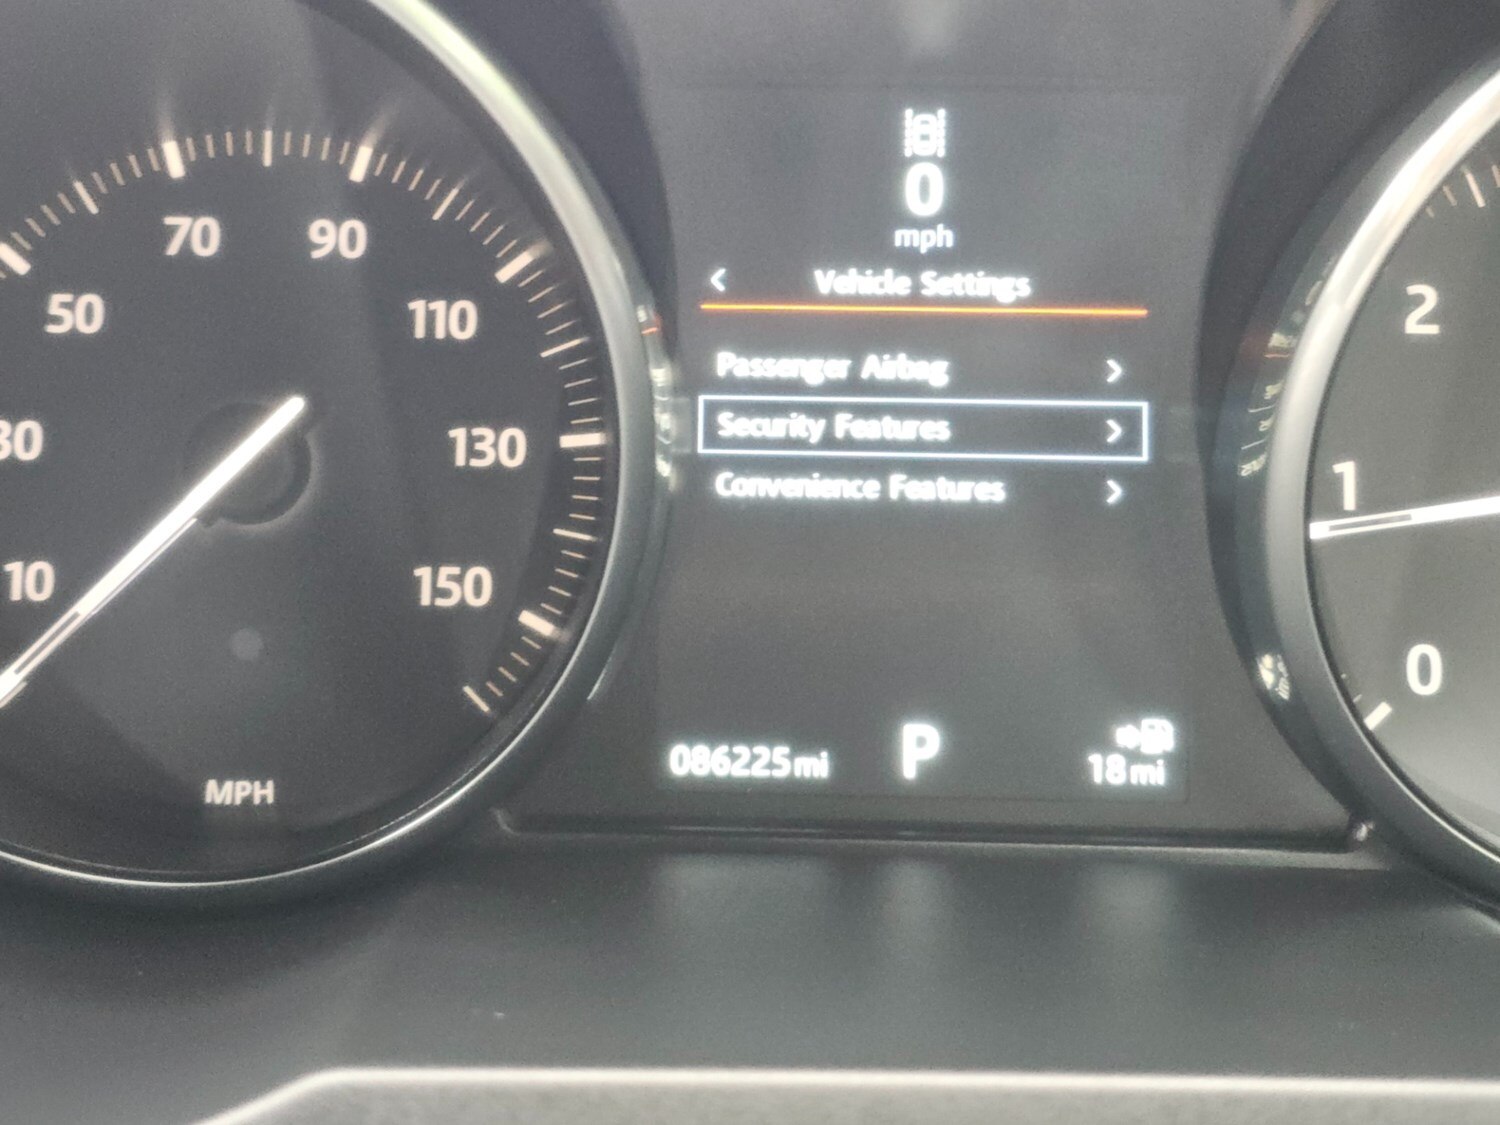 70
90
50
110
30
130
10
150
MPH
0
mph
Vehicle Settings
Passenger Airbag
Security Features
Convenience Features
086225mi
P
18mi
2
1
0